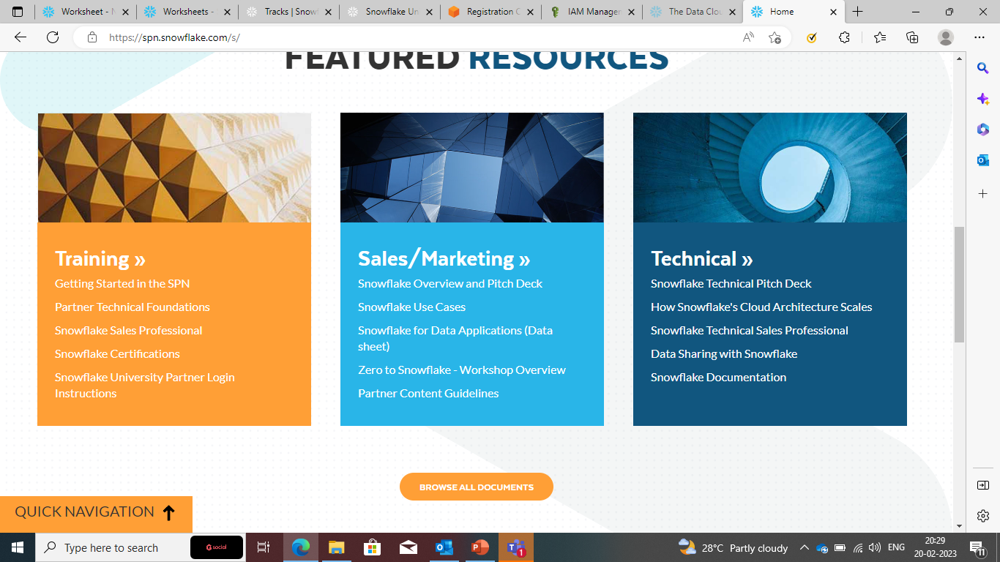 Worksheet - N
Worksheets -
Tracks | Snowf
Snowflake Un
Registration C
IAM Manager
The Data Clou
Home
https://spn.snowflake.com/s/
FEATURED RESOURCES
Training »
Getting Started in the SPN
Partner Technical Foundations
Snowflake Sales Professional
Snowflake Certifications
Snowflake University Partner Login
Instructions
Sales/Marketing »
Snowflake Overview and Pitch Deck
Snowflake Use Cases
Snowflake for Data Applications (Data
sheet)
Zero to Snowflake - Workshop Overview
Partner Content Guidelines
Technical »
Snowflake Technical Pitch Deck
How Snowflake's Cloud Architecture Scales
Snowflake Technical Sales Professional
Data Sharing with Snowflake
Snowflake Documentation
BROWSE ALL DOCUMENTS
QUICK NAVIGATION
Type here to search
social
1
28°C Partly cloudy
ENG
20:29
20-02-2023
11